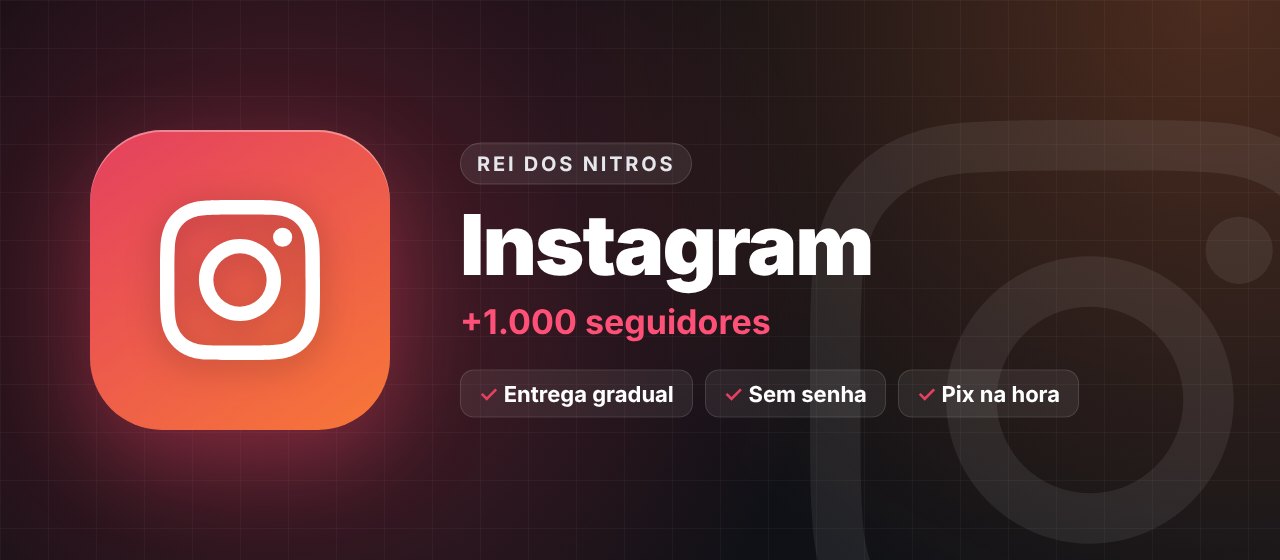 REI DOS NITROS
Instagram
+1.000 seguidores
✓ Entrega gradual ✓ Sem senha ✓ Pix na hora